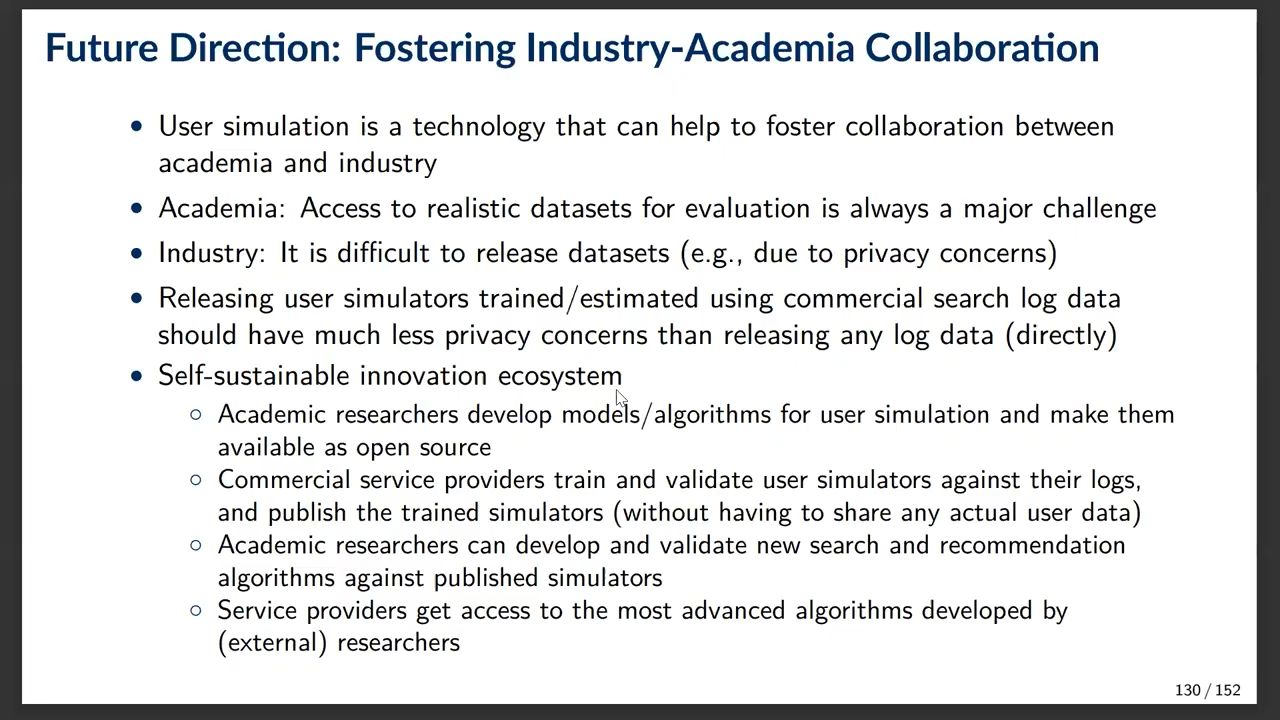 Future Direction: Fostering Industry-Academia Collaboration
• User simulation is a technology that can help to foster collaboration between
academia and industry
• Academia: Access to realistic datasets for evaluation is always a major challenge
• Industry: It is difficult to release datasets (e.g., due to privacy concerns)
• Releasing user simulators trained/estimated using commercial search log data
should have much less privacy concerns than releasing any log data (directly)
• Self-sustainable innovation ecosystem
○ Academic researchers develop models/algorithms for user simulation and make them
available as open source
○ Commercial service providers train and validate user simulators against their logs,
and publish the trained simulators (without having to share any actual user data)
○ Academic researchers can develop and validate new search and recommendation
algorithms against published simulators
○ Service providers get access to the most advanced algorithms developed by
(external) researchers
130 / 152